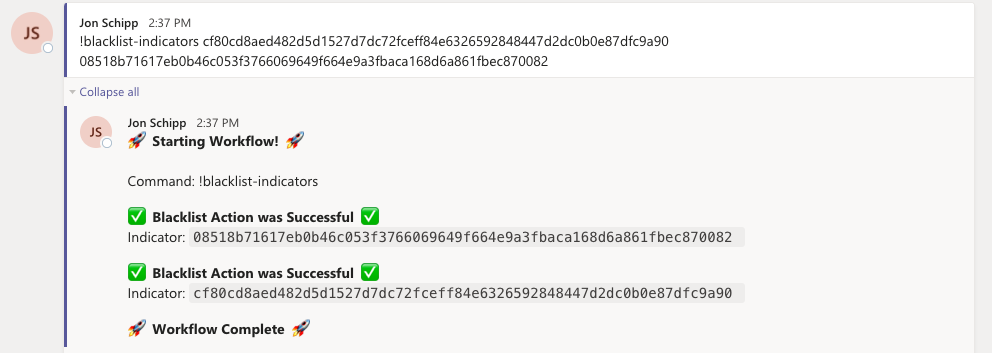 JS
Jon Schipp 2:37 PM
!blacklist-indicators cf80cd8aed482d5d1527d7dc72fceff84e6326592848447d2dc0b0e87dfc9a90
08518b71617eb0b46c053f3766069649f664e9a3fbaca168d6a861fbec870082
Collapse all
JS
Jon Schipp 2:37 PM
🚀 Starting Workflow! 🚀
Command: !blacklist-indicators
✅ Blacklist Action was Successful ✅
Indicator: 08518b71617eb0b46c053f3766069649f664e9a3fbaca168d6a861fbec870082
✅ Blacklist Action was Successful ✅
Indicator: cf80cd8aed482d5d1527d7dc72fceff84e6326592848447d2dc0b0e87dfc9a90
🚀 Workflow Complete 🚀